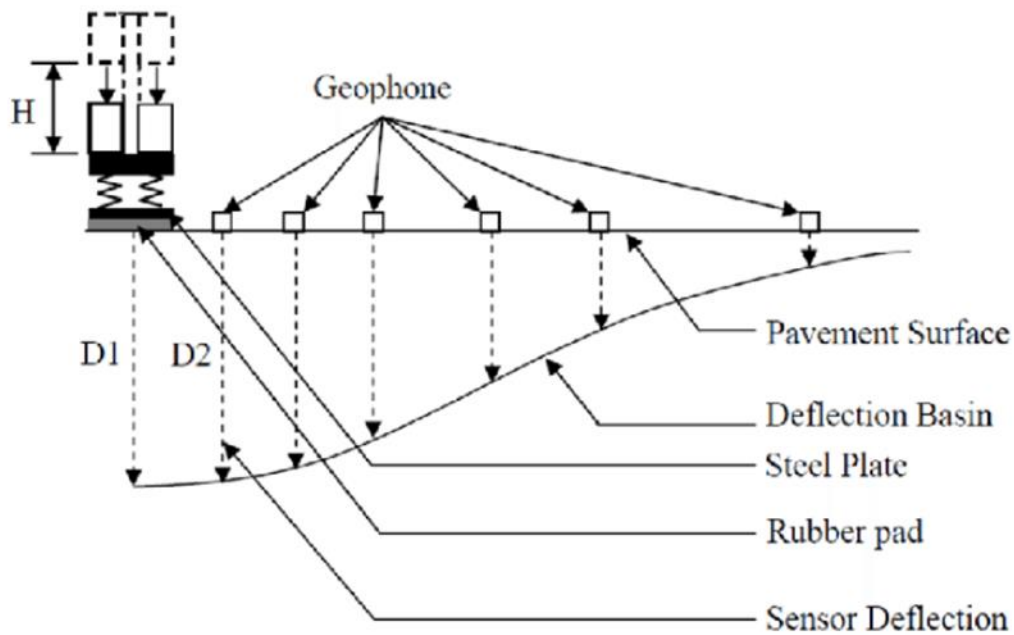 Geophone
H
D1
D2
Pavement Surface
Deflection Basin
Steel Plate
Rubber pad
Sensor Deflection